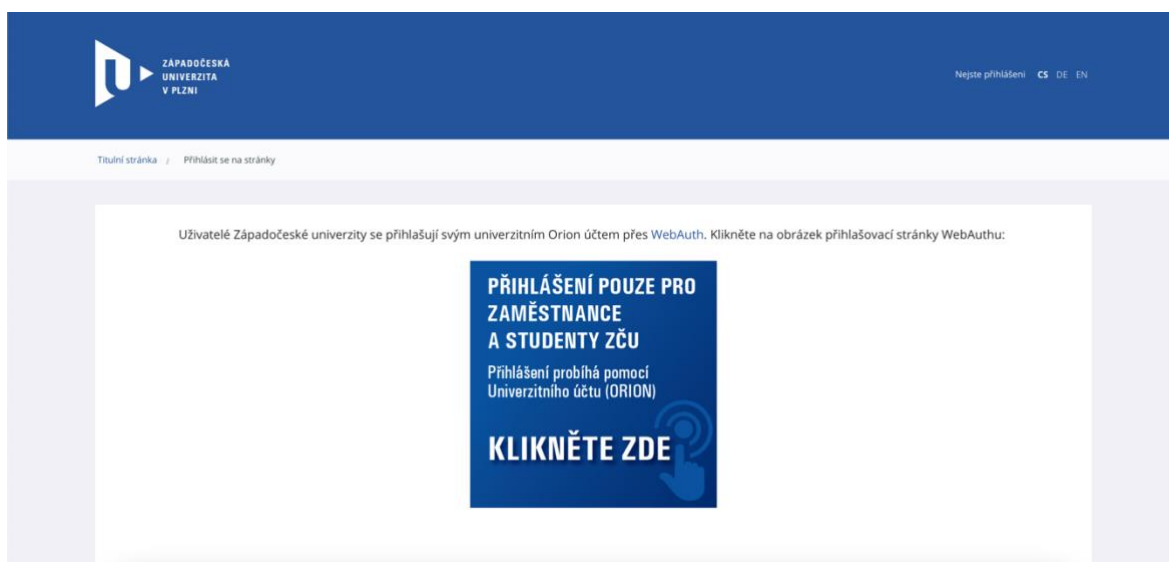 ZÁPADOČESKÁ
UNIVERZITA
V PLZNI
Nejste přihlášeni CS DE EN
Titulní stránka / Přihlásit se na stránky
Uživatelé Západočeské univerzity se přihlašují svým univerzitním Orion účtem přes WebAuth. Klikněte na obrázek přihlašovací stránky WebAuthu:
PŘIHLÁŠENÍ POUZE PRO
ZAMĚSTNANCE
A STUDENTY ZČU
Přihlášení probíhá pomocí
Univerzitního účtu (ORION)
KLIKNĚTE ZDE